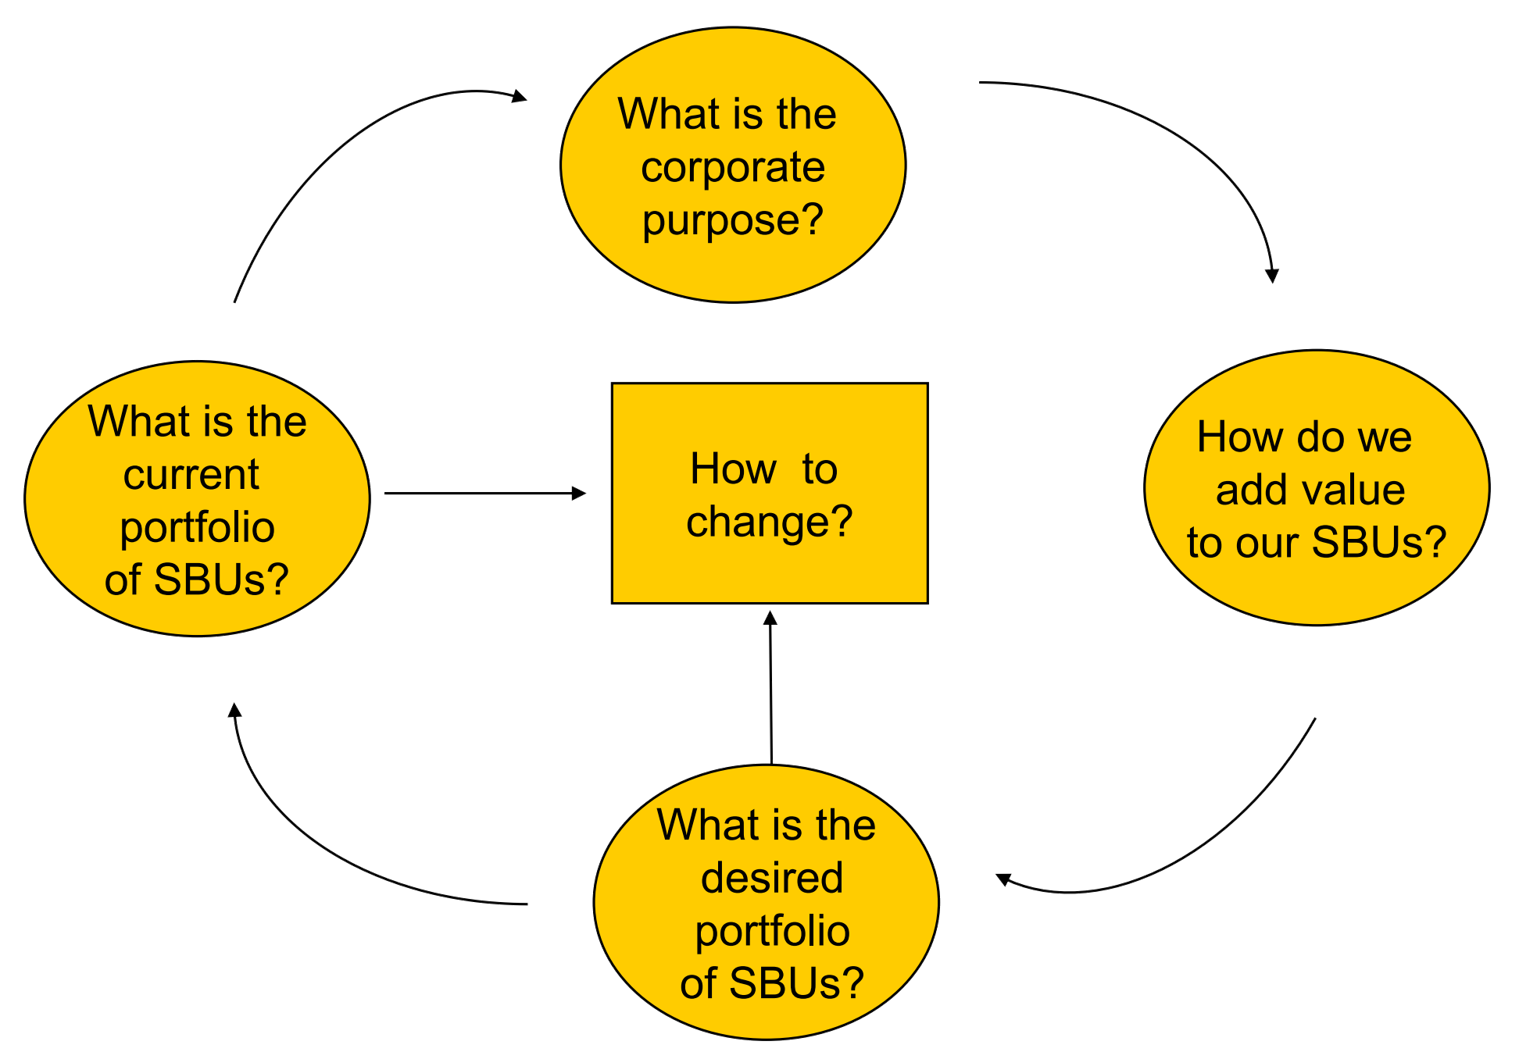 What is the
corporate
purpose?
What is the
current
portfolio
of SBUs?
How to
change?
How do we
add value
to our SBUs?
What is the
desired
portfolio
of SBUs?